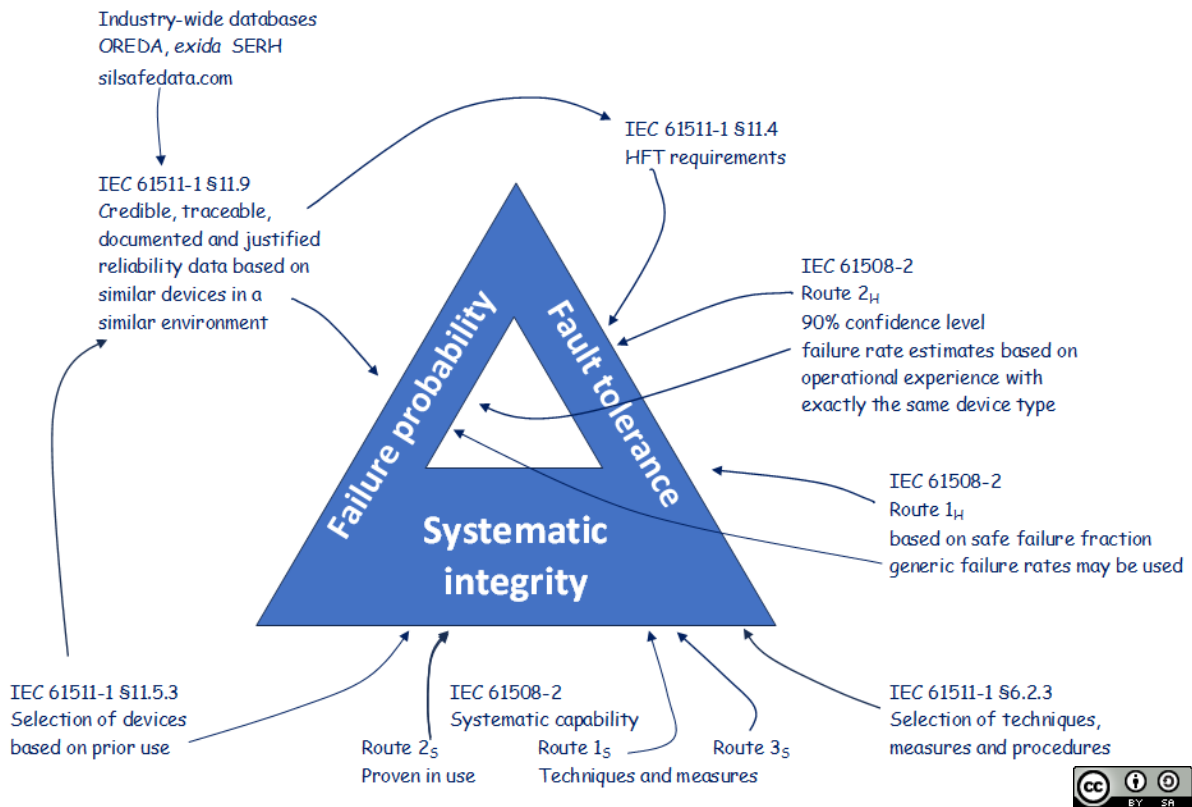 Industry-wide databases
OREDA, exida SERH
silsafedata.com
IEC 61511-1 §11.4
HFT requirements
IEC 61511-1 §11.9
Credible, traceable,
documented and justified
reliability data based on
similar devices in a
similar environment
IEC 61508-2
Route 2H
90% confidence level
failure rate estimates based on
operational experience with
exactly the same device type
Failure probability
Fault tolerance
Systematic
integrity
IEC 61508-2
Route 1H
based on safe failure fraction
generic failure rates may be used
IEC 61511-1 §11.5.3
Selection of devices
based on prior use
IEC 61508-2
Systematic capability
Route 2S
Proven in use
Route 1S
Techniques and measures
Route 3S
IEC 61511-1 §6.2.3
Selection of techniques,
measures and procedures
cc
BY SA